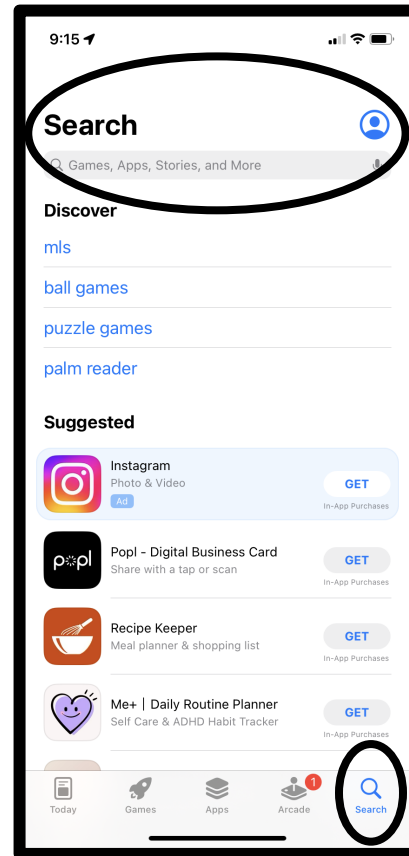 9:15
Search
Games, Apps, Stories, and More
Discover
mls
ball games
puzzle games
palm reader
Suggested
Instagram
Photo & Video
GET
Ad
In-App Purchases
popl
Popl - Digital Business Card
Share with a tap or scan
GET
In-App Purchases
Recipe Keeper
Meal planner & shopping list
GET
In-App Purchases
Me+ | Daily Routine Planner
Self Care & ADHD Habit Tracker
GET
In-App Purchases
1
Today Games Apps Arcade Search